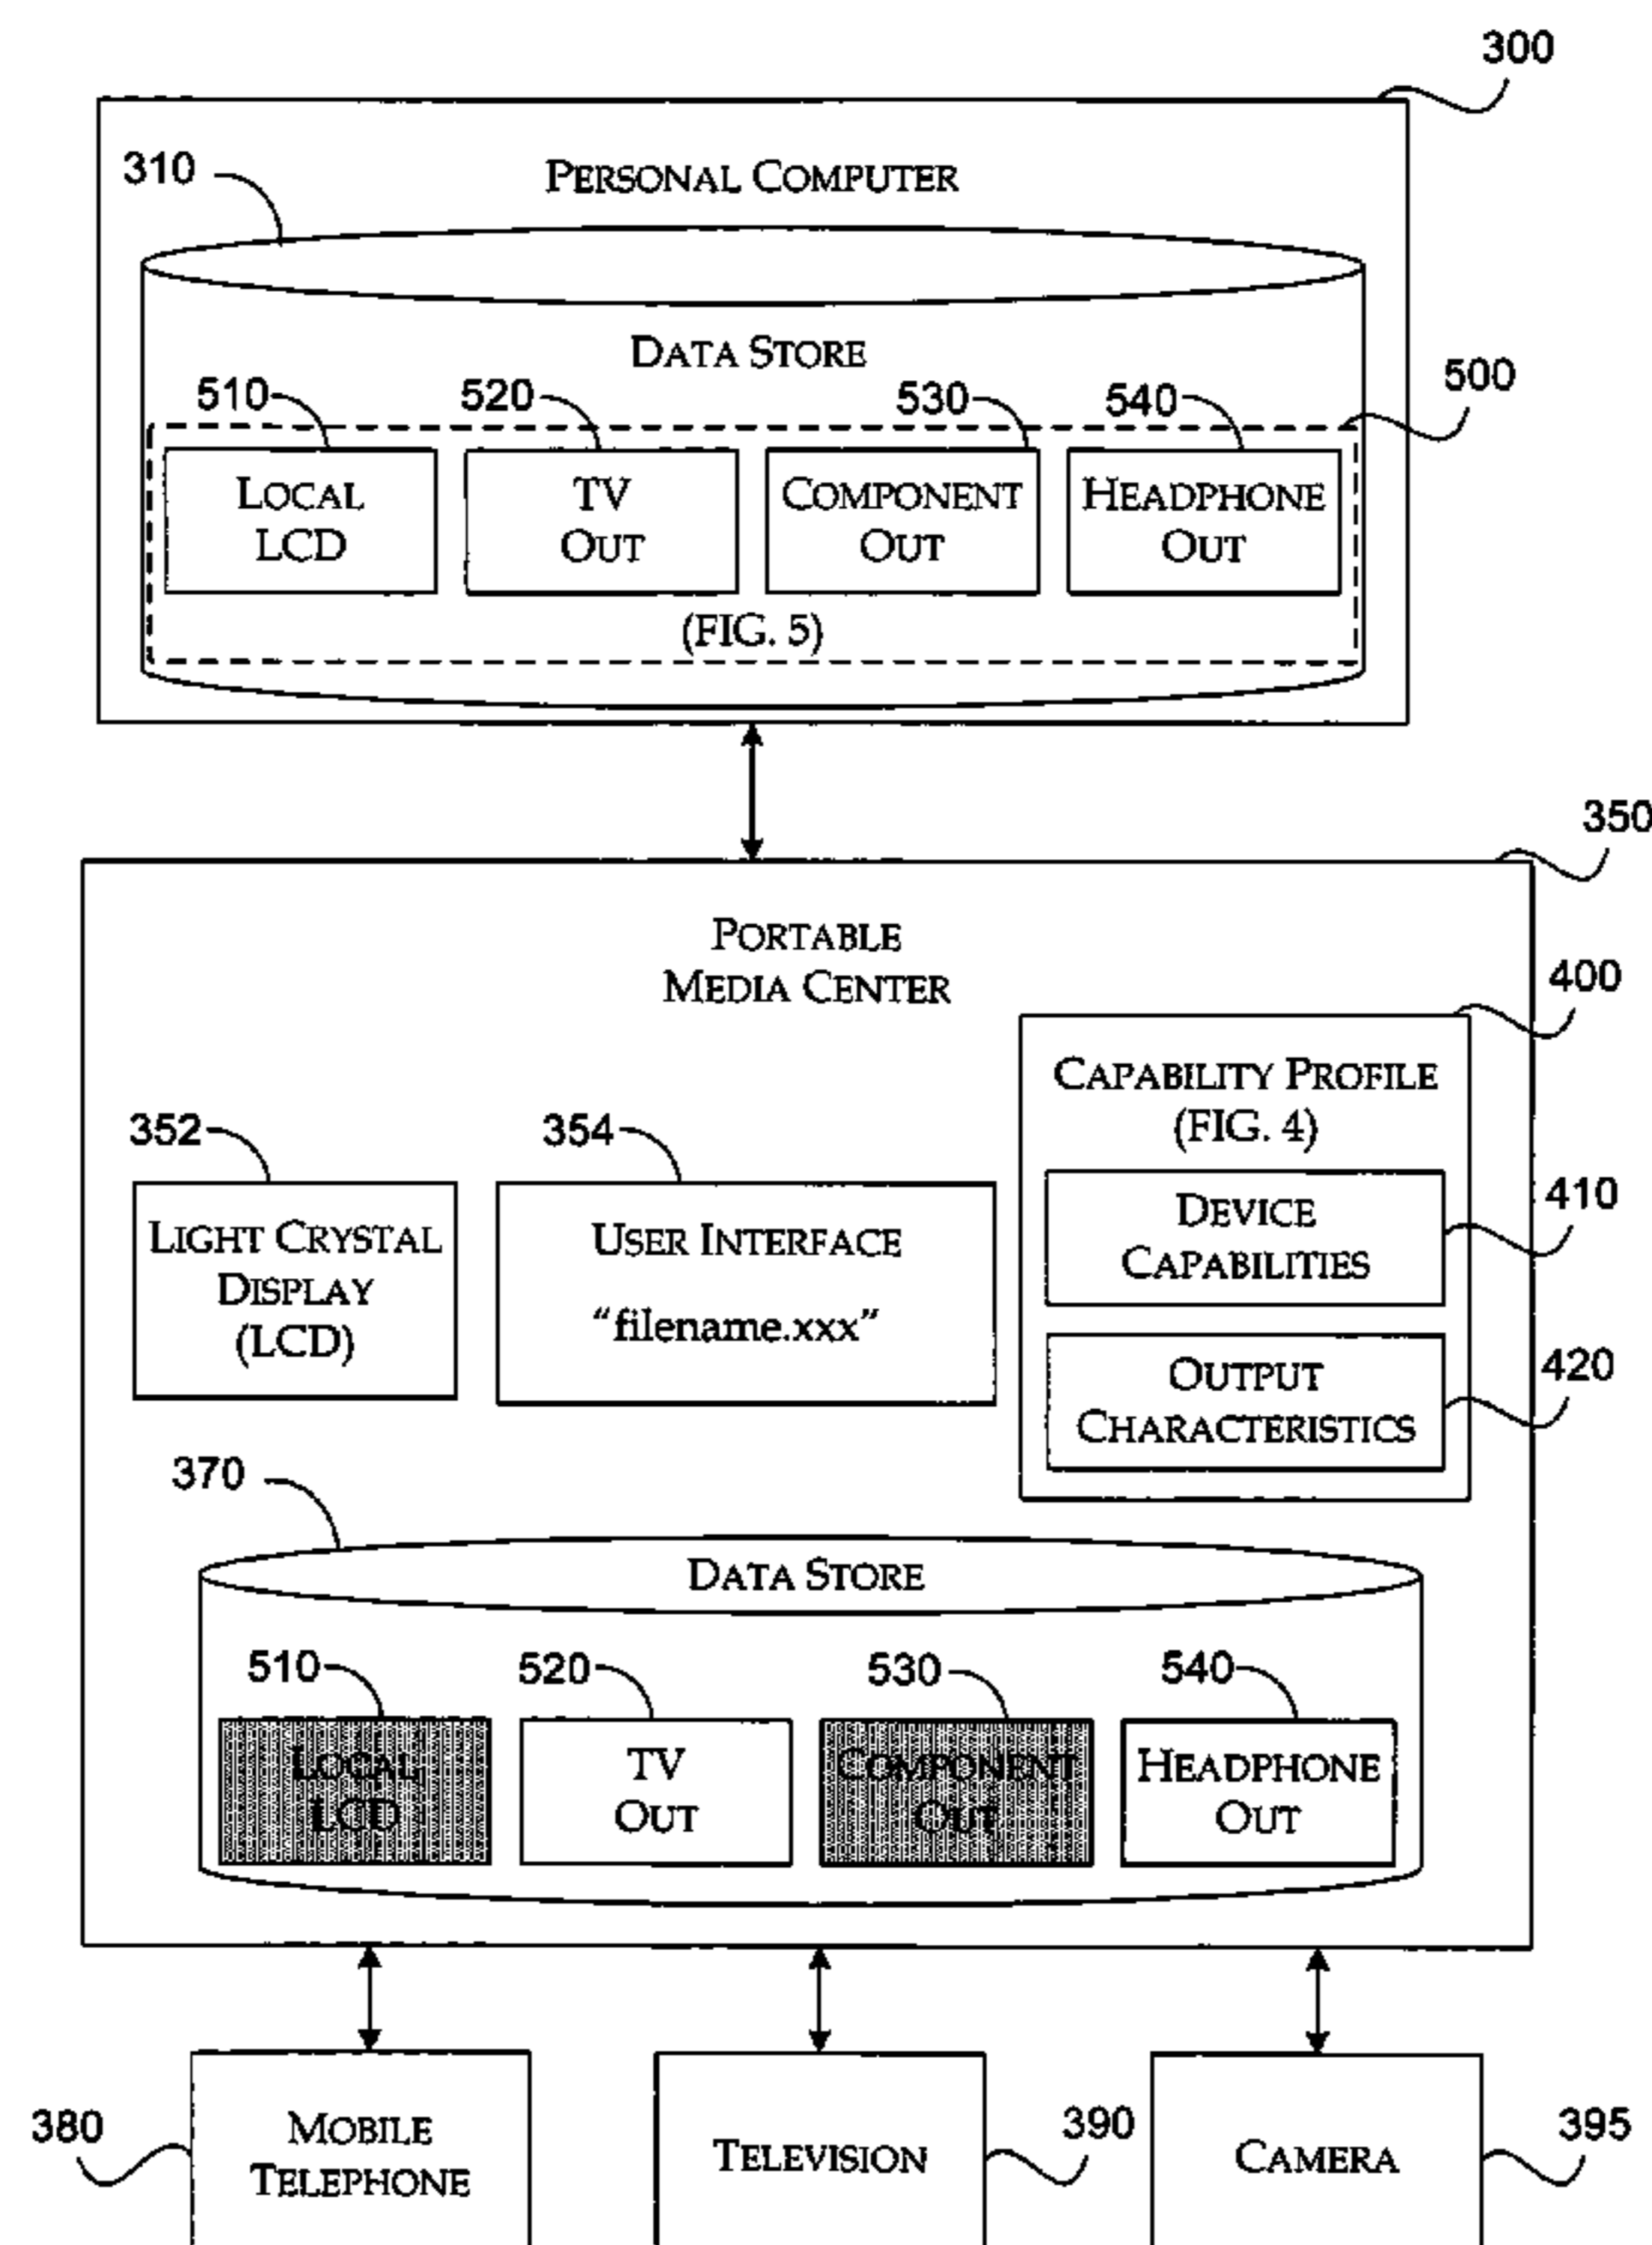 300
310
PERSONAL COMPUTER
DATA STORE
500
510
520
530
540
LOCAL
LCD
TV
OUT
COMPONENT
OUT
HEADPHONE
OUT
(FIG. 5)
350
PORTABLE
MEDIA CENTER
400
CAPABILITY PROFILE
(FIG. 4)
352
354
LIGHT CRYSTAL
DISPLAY
(LCD)
USER INTERFACE
"filename.xxx"
DEVICE
CAPABILITIES
410
OUTPUT
CHARACTERISTICS
420
370
DATA STORE
510
520
530
540
LOCAL
LCD
TV
OUT
COMPONENT
OUT
HEADPHONE
OUT
380
MOBILE
TELEPHONE
TELEVISION
390
CAMERA
395